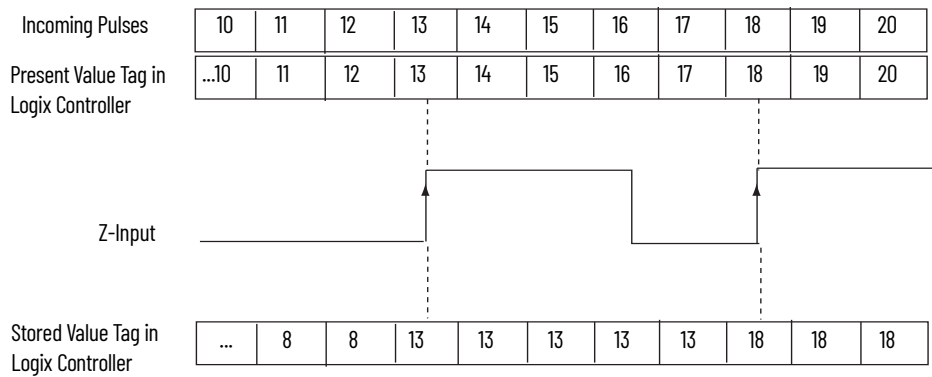 Incoming Pulses 10 11 12 13 14 15 16 17 18 19 20
Present Value Tag in Logix Controller ...10 11 12 13 14 15 16 17 18 19 20
Z-Input
Stored Value Tag in Logix Controller ... 8 8 13 13 13 13 13 18 18 18